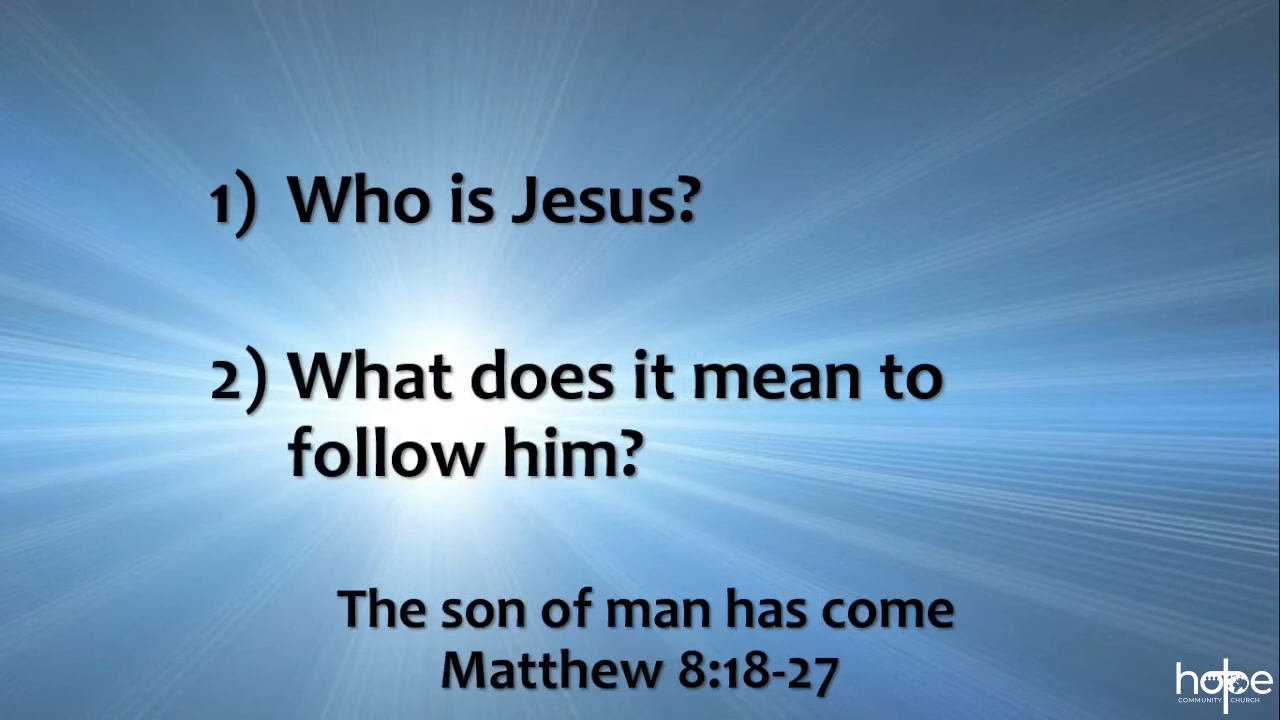 1) Who is Jesus?
2) What does it mean to
follow him?
The son of man has come
Matthew 8:18-27
hope
COMMUNITY CHURCH